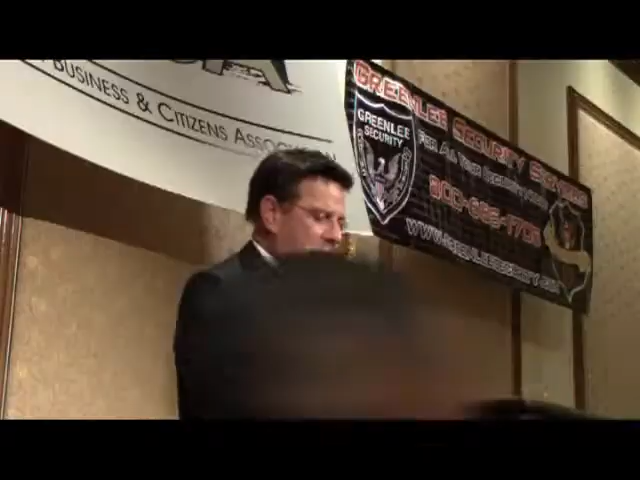 BUSINESS & CITIZENS ASSOCIATION
GREENLEE SECURITY SERVICES
GREENLEE
SECURITY
FOR ALL YOUR SECURITY NEEDS
WWW.GREENLEESECURITY.COM